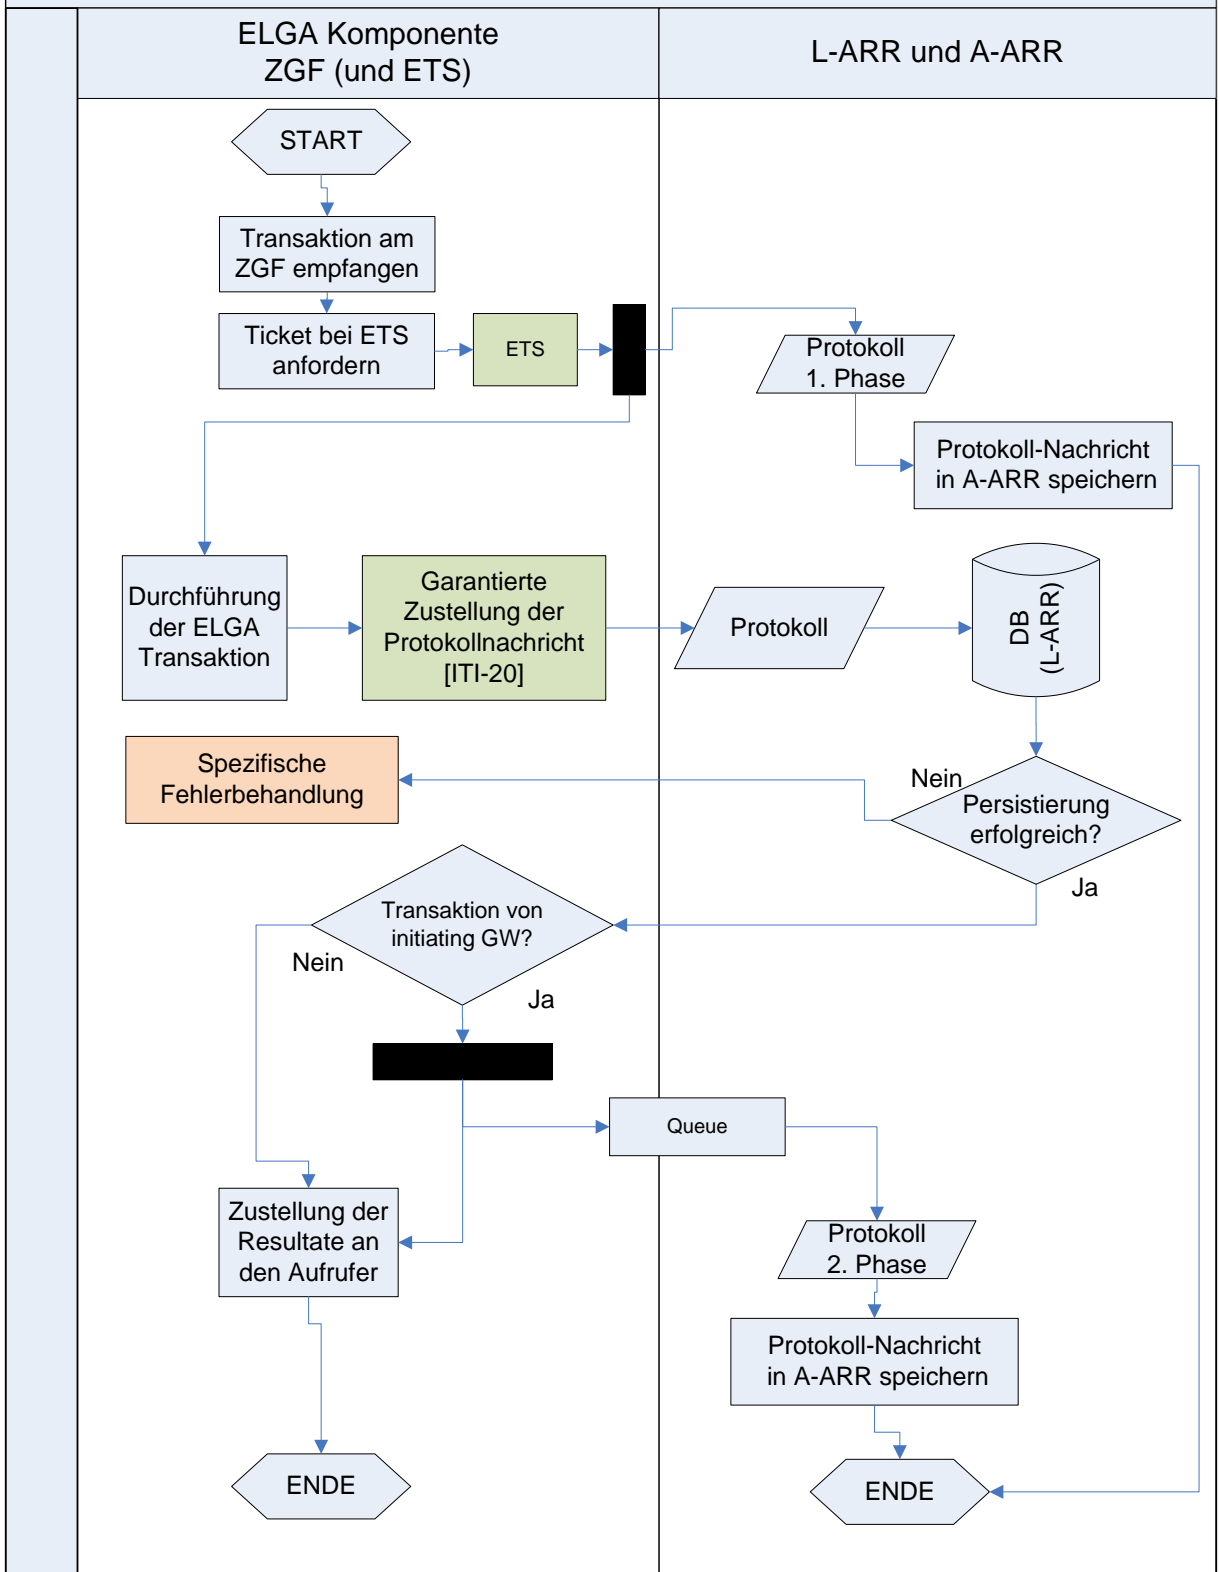 ELGA Komponente
ZGF (und ETS)
L-ARR und A-ARR
START
Transaktion am
ZGF empfangen
Ticket bei ETS
anfordern
ETS
Protokoll
1. Phase
Protokoll-Nachricht
in A-ARR speichern
Durchführung
der ELGA
Transaktion
Garantierte
Zustellung der
Protokollnachricht
[ITI-20]
Protokoll
DB
(L-ARR)
Spezifische
Fehlerbehandlung
Nein
Persistierung
erfolgreich?
Ja
Transaktion von
initiating GW?
Nein
Ja
Queue
Zustellung der
Resultate an
den Aufrufer
Protokoll
2. Phase
Protokoll-Nachricht
in A-ARR speichern
ENDE
ENDE